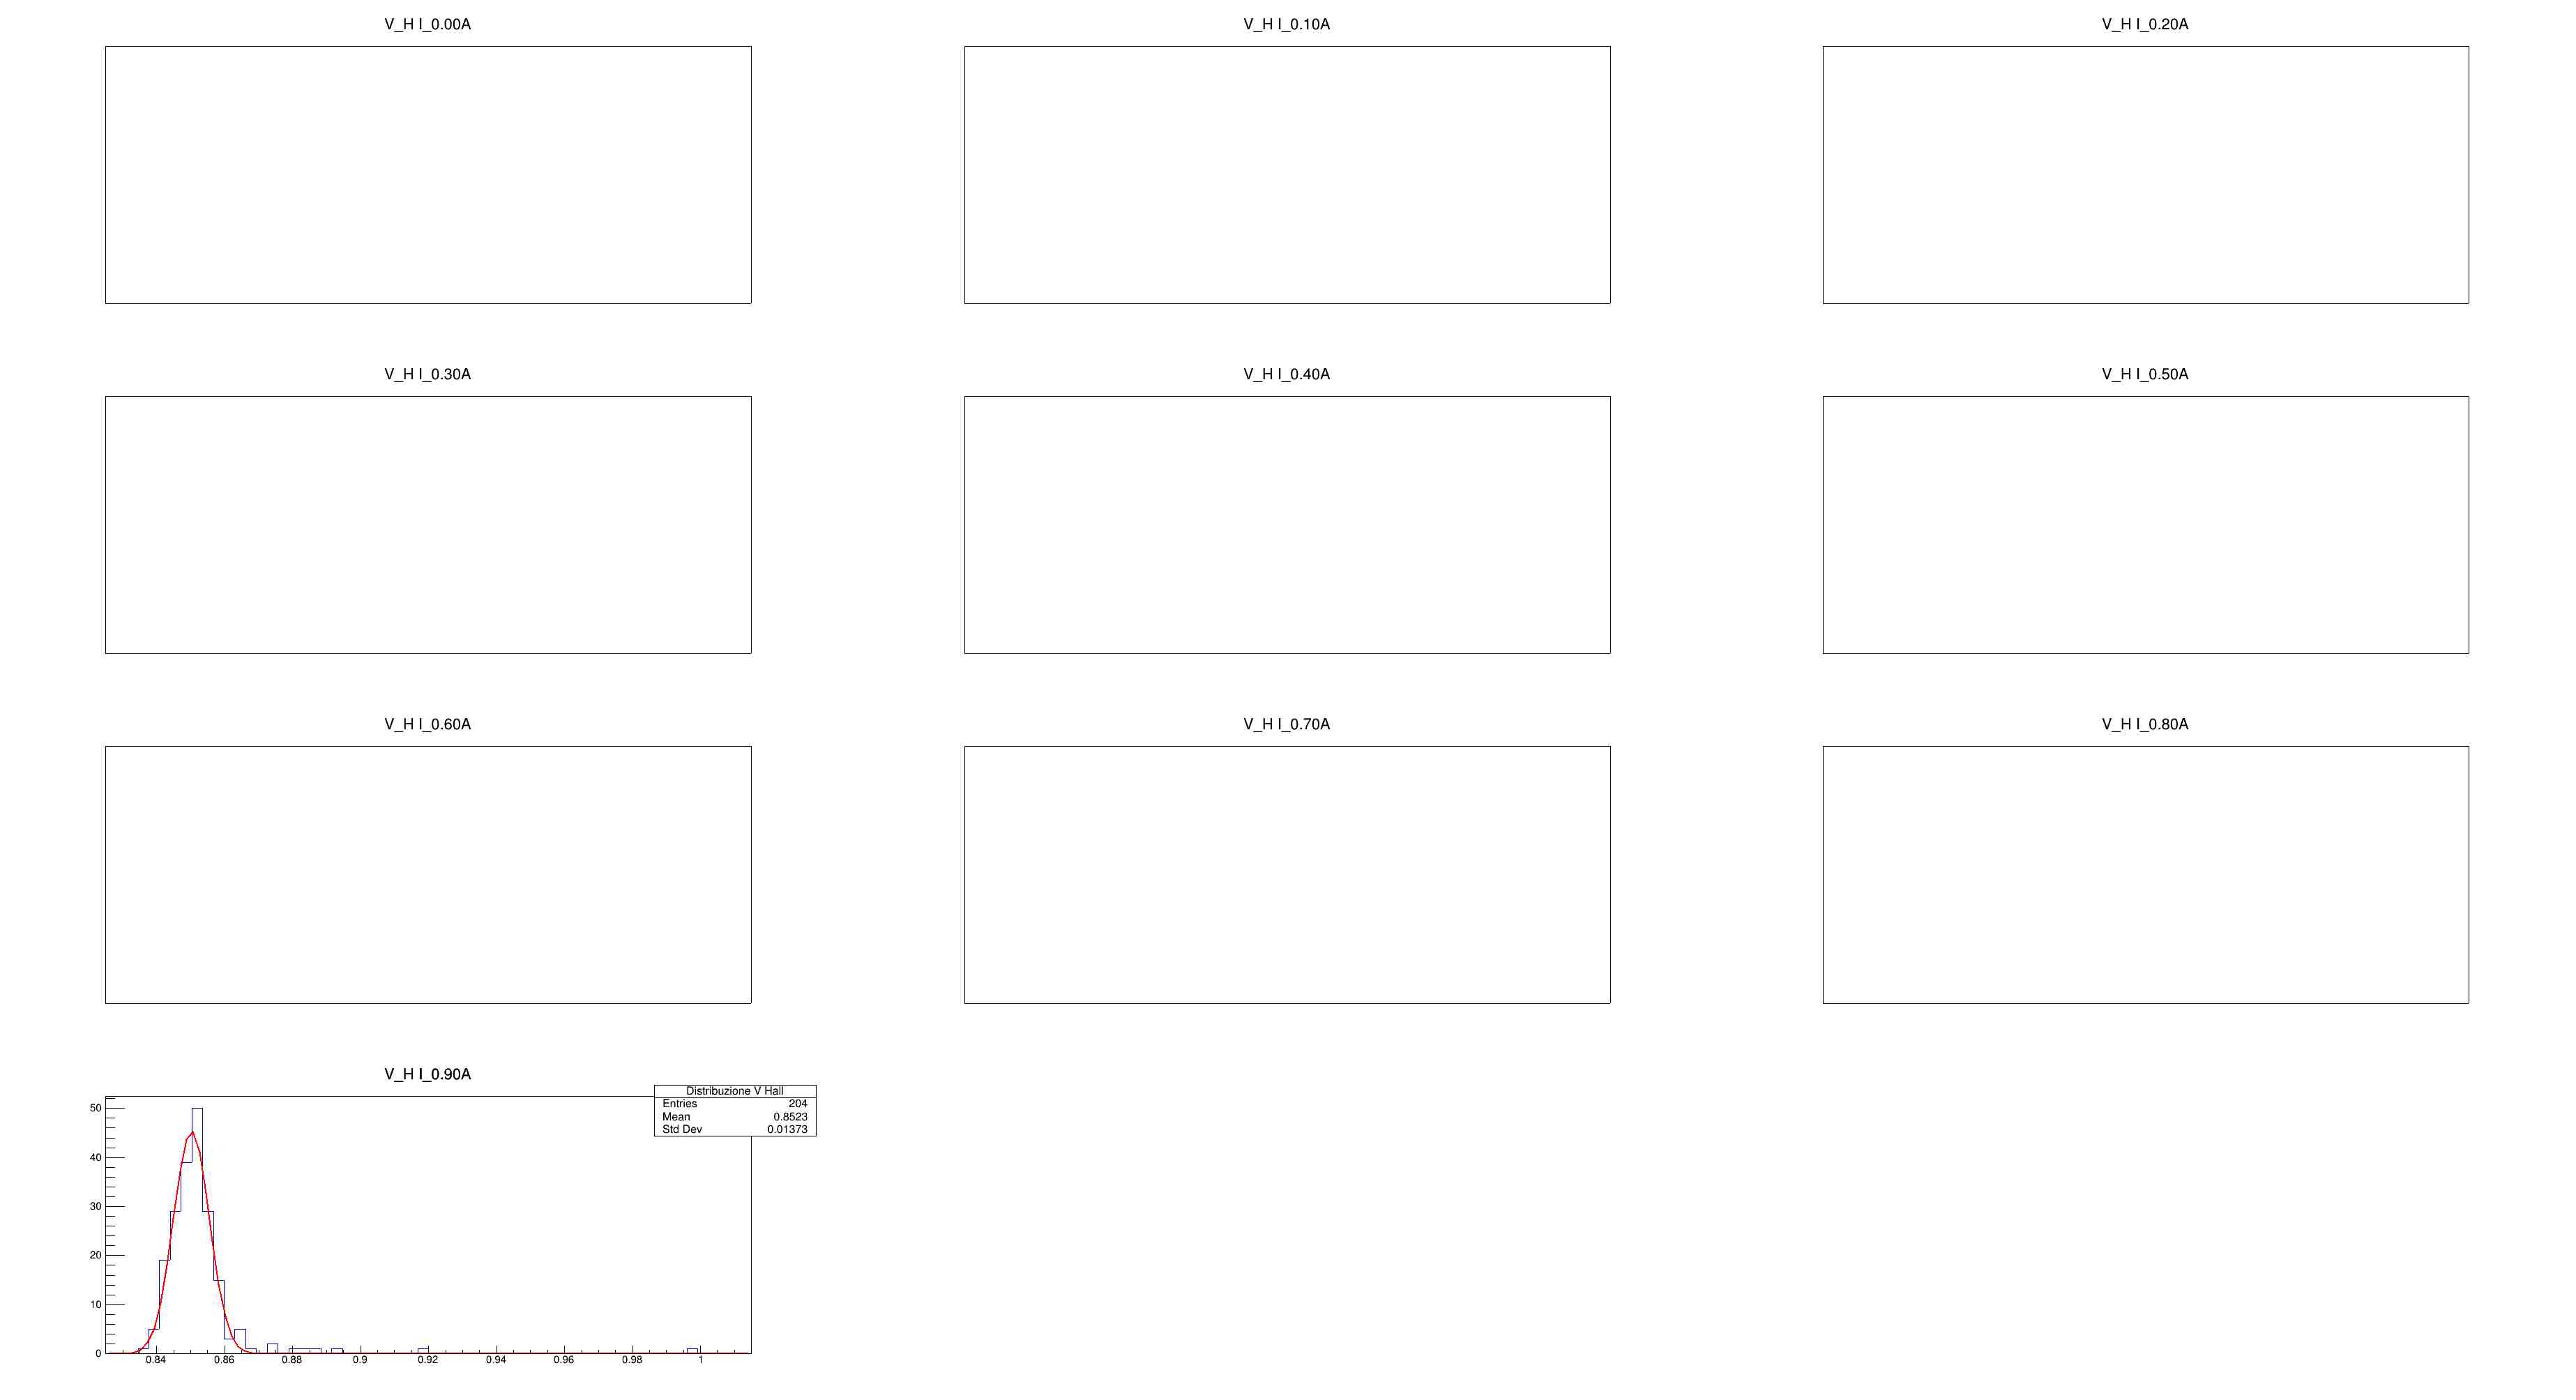 V_H I_0.00A
V_H I_0.10A
V_H I_0.20A
V_H I_0.30A
V_H I_0.40A
V_H I_0.50A
V_H I_0.60A
V_H I_0.70A
V_H I_0.80A
V_H I_0.90A
Distribuzione V Hall
Entries 204
Mean 0.8523
Std Dev 0.01373
50
40
30
20
10
0
0.84 0.86 0.88 0.9 0.92 0.94 0.96 0.98 1